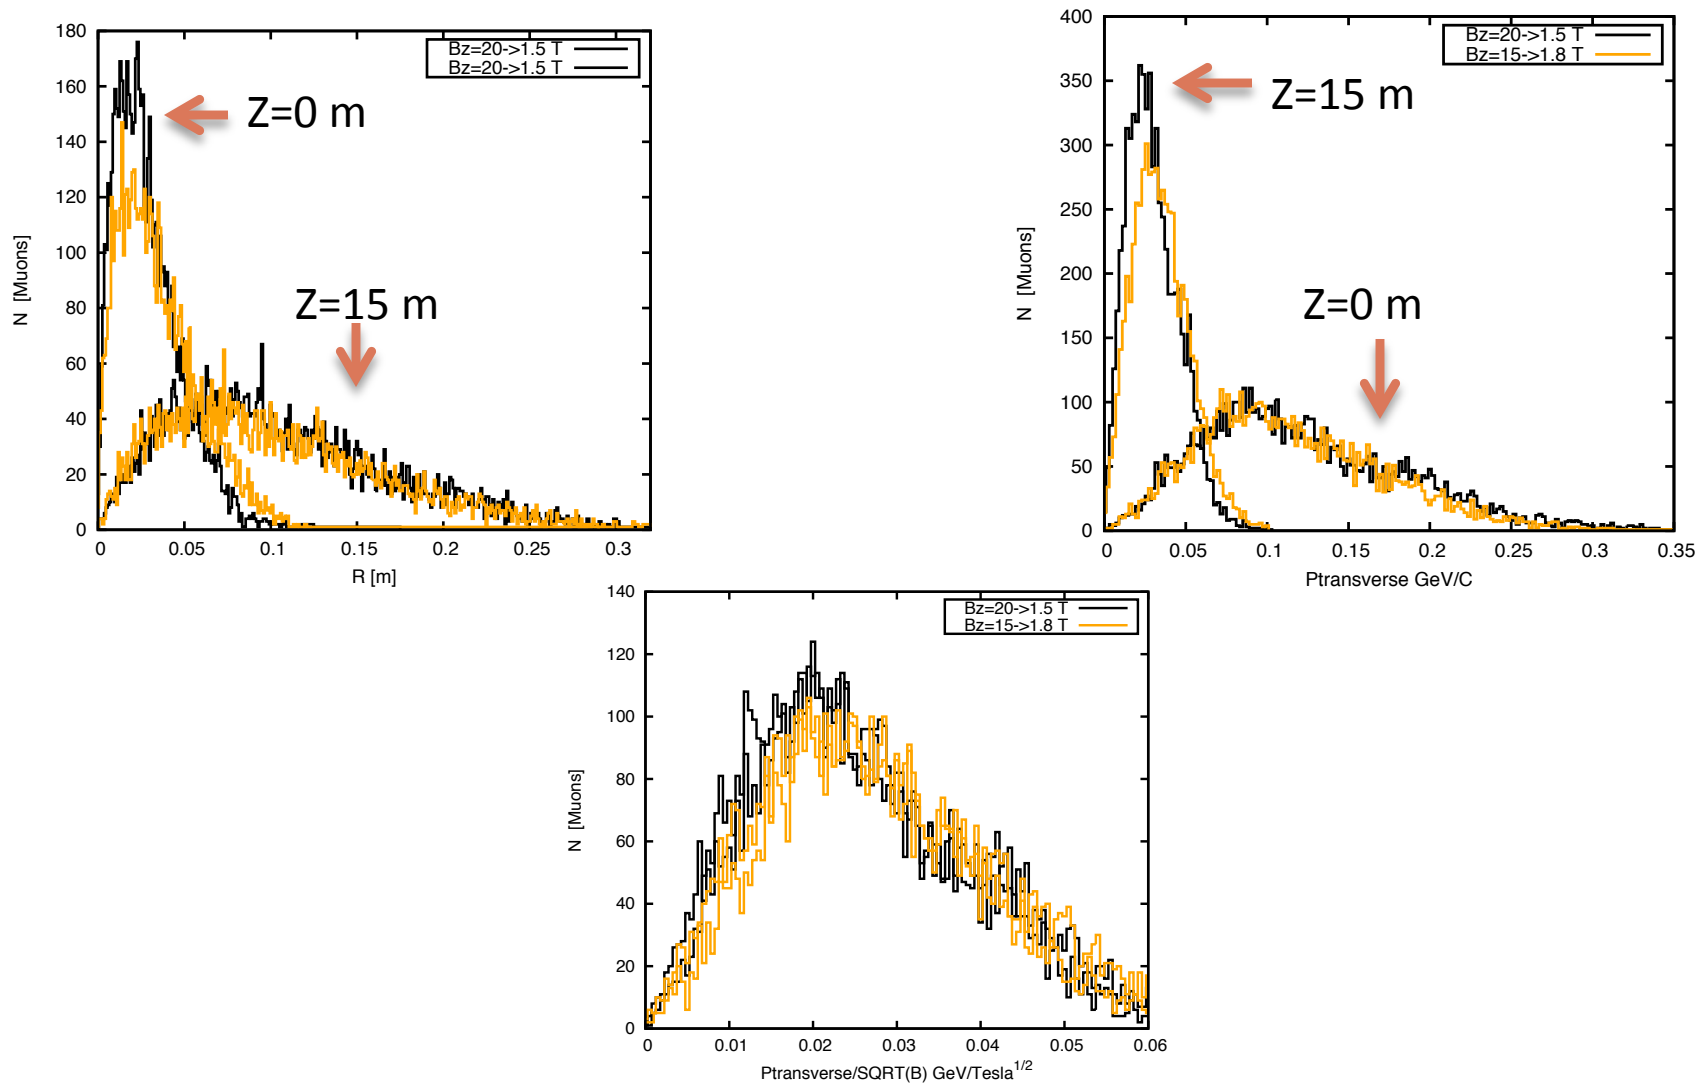 180
160
140
120
100
80
60
40
20
0
N [Muons]
Bz=20->1.5 T
Bz=20->1.5 T
Z=0 m
Z=15 m
0 0.05 0.1 0.15 0.2 0.25 0.3
R [m]
400
350
300
250
200
150
100
50
0
N [Muons]
Bz=20->1.5 T
Bz=15->1.8 T
Z=15 m
Z=0 m
0 0.05 0.1 0.15 0.2 0.25 0.3 0.35
Ptransverse GeV/C
140
120
100
80
60
40
20
0
N [Muons]
Bz=20->1.5 T
Bz=15->1.8 T
0 0.01 0.02 0.03 0.04 0.05 0.06
Ptransverse/SQRT(B) GeV/Tesla^1/2